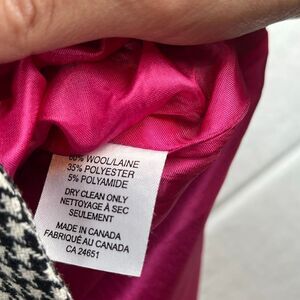 60% WOOL/LAINE
35% POLYESTER
5% POLYAMIDE
DRY CLEAN ONLY
NETTOYAGE À SEC
SEULEMENT
MADE IN CANADA
FABRIQUÉ AU CANADA
CA 24651